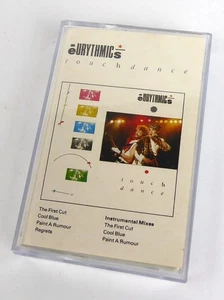 EURYTHMICS
touch dance
EURYTHMICS
touch
dance
The First Cut
Cool Blue
Paint A Rumour
Regrets
Instrumental Mixes
The First Cut
Cool Blue
Paint A Rumour